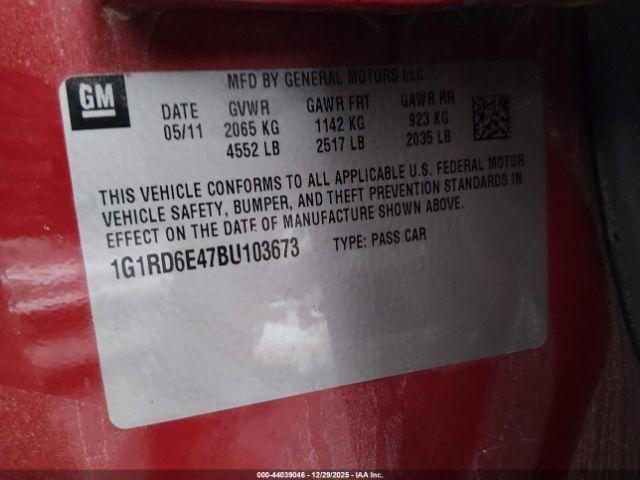 MFD BY GENERAL MOTORS LLC
GM
DATE GVWR GAWR FRT GAWR RR
05/11 2065 KG 1142 KG 923 KG
4552 LB 2517 LB 2035 LB
THIS VEHICLE CONFORMS TO ALL APPLICABLE U.S. FEDERAL MOTOR
VEHICLE SAFETY, BUMPER, AND THEFT PREVENTION STANDARDS IN
EFFECT ON THE DATE OF MANUFACTURE SHOWN ABOVE.
1G1RD6E47BU103673 TYPE: PASS CAR
000-44039046 - 12/29/2025 - IAA Inc.